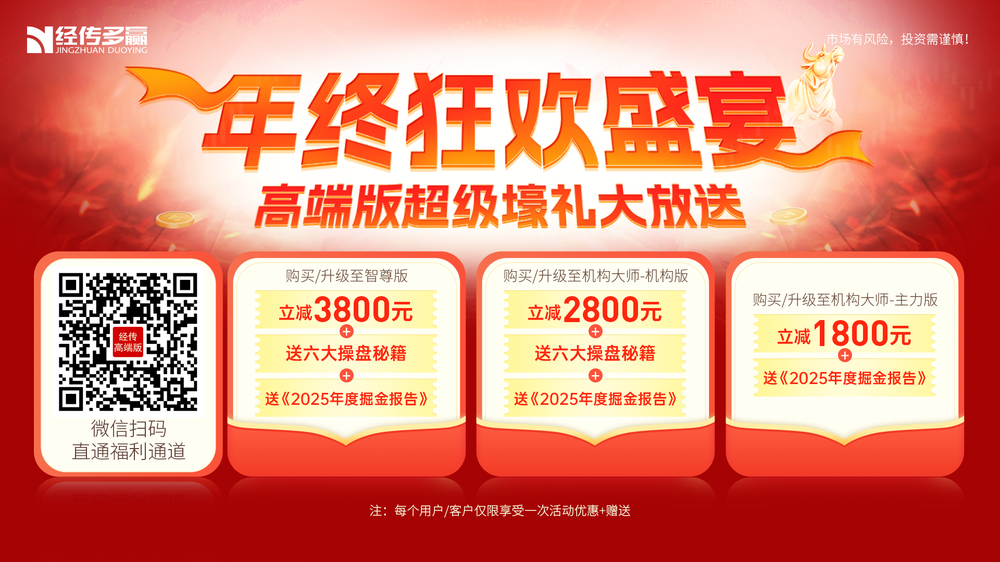 经传多赢
JINGZHUAN DUOYING
市场有风险，投资需谨慎！
年终狂欢盛宴
高端版超级壕礼大放送
经传
高端版
微信扫码
直通福利通道
购买/升级至智尊版
立减3800元
+
送六大操盘秘籍
+
送《2025年度掘金报告》
购买/升级至机构大师-机构版
立减2800元
+
送六大操盘秘籍
+
送《2025年度掘金报告》
购买/升级至机构大师-主力版
立减1800元
+
送《2025年度掘金报告》
注：每个用户/客户仅限享受一次活动优惠+赠送